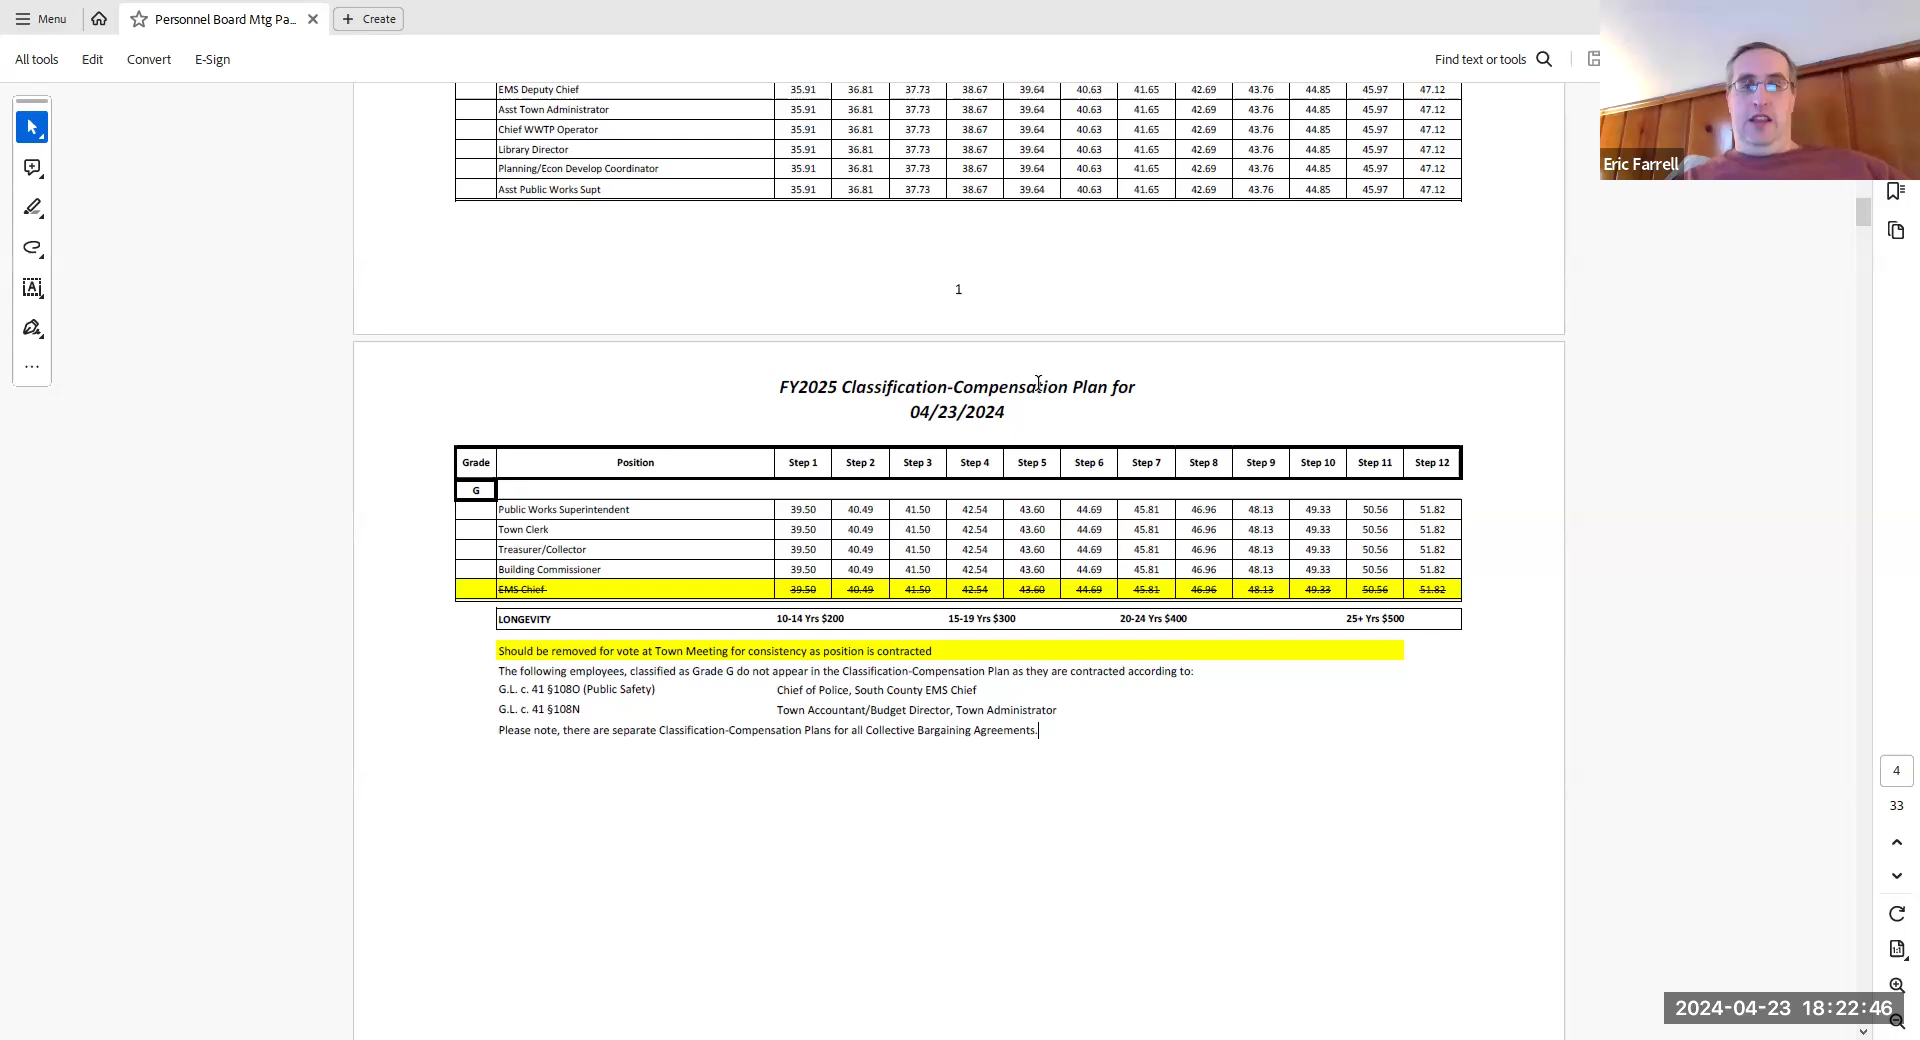 Menu Personnel Board Mtg Pa... Create
All tools Edit Convert E-Sign Find text or tools
Eric Farrell
EMS Deputy Chief 35.91 36.81 37.73 38.67 39.64 40.63 41.65 42.69 43.76 44.85 45.97 47.12
Asst Town Administrator 35.91 36.81 37.73 38.67 39.64 40.63 41.65 42.69 43.76 44.85 45.97 47.12
Chief WWTP Operator 35.91 36.81 37.73 38.67 39.64 40.63 41.65 42.69 43.76 44.85 45.97 47.12
Library Director 35.91 36.81 37.73 38.67 39.64 40.63 41.65 42.69 43.76 44.85 45.97 47.12
Planning/Econ Develop Coordinator 35.91 36.81 37.73 38.67 39.64 40.63 41.65 42.69 43.76 44.85 45.97 47.12
Asst Public Works Supt 35.91 36.81 37.73 38.67 39.64 40.63 41.65 42.69 43.76 44.85 45.97 47.12
1
FY2025 Classification-Compensation Plan for
04/23/2024
Grade Position Step 1 Step 2 Step 3 Step 4 Step 5 Step 6 Step 7 Step 8 Step 9 Step 10 Step 11 Step 12
G
Public Works Superintendent 39.50 40.49 41.50 42.54 43.60 44.69 45.81 46.96 48.13 49.33 50.56 51.82
Town Clerk 39.50 40.49 41.50 42.54 43.60 44.69 45.81 46.96 48.13 49.33 50.56 51.82
Treasurer/Collector 39.50 40.49 41.50 42.54 43.60 44.69 45.81 46.96 48.13 49.33 50.56 51.82
Building Commissioner 39.50 40.49 41.50 42.54 43.60 44.69 45.81 46.96 48.13 49.33 50.56 51.82
EMS Chief 39.50 40.49 41.50 42.54 43.60 44.69 45.81 46.96 48.13 49.33 50.56 51.82
LONGEVITY 10-14 Yrs $200 15-19 Yrs $300 20-24 Yrs $400 25+ Yrs $500
Should be removed for vote at Town Meeting for consistency as position is contracted
The following employees, classified as Grade G do not appear in the Classification-Compensation Plan as they are contracted according to:
G.L. c. 41 §108O (Public Safety) Chief of Police, South County EMS Chief
G.L. c. 41 §108N Town Accountant/Budget Director, Town Administrator
Please note, there are separate Classification-Compensation Plans for all Collective Bargaining Agreements.
4
33
2024-04-23 18:22:46